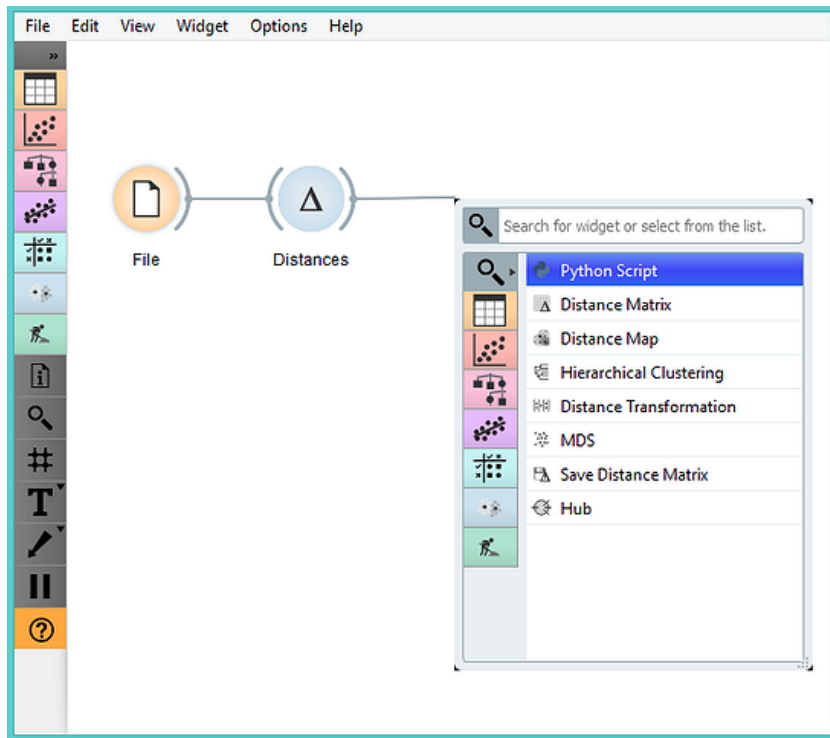 File Edit View Widget Options Help
»
Search for widget or select from the list.
Python Script
Δ Distance Matrix
Distance Map
Hierarchical Clustering
Distance Transformation
MDS
Save Distance Matrix
Hub
Δ
File Distances
T
?